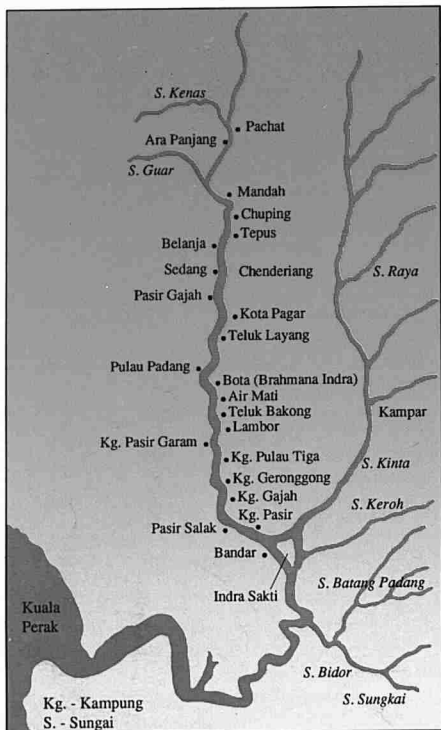 S. Kenas
Pachat
Ara Panjang
S. Guar
Mandah
Chuping
Tepus
Belanja
Sedang
Chenderiang
S. Raya
Pasir Gajah
Kota Pagar
Teluk Layang
Pulau Padang
Bota (Brahmana Indra)
Air Mati
Teluk Bakong
Kampar
Lambor
Kg. Pasir Garam
Kg. Pulau Tiga
S. Kinta
Kg. Geronggong
Kg. Gajah
S. Keroh
Kg. Pasir
Pasir Salak
Bandar
S. Batang Padang
Indra Sakti
Kuala
Perak
S. Bidor
S. Sungkai
Kg. - Kampung
S. - Sungai